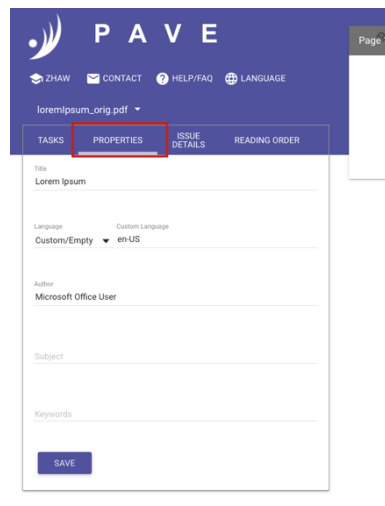 PAVE
Page
ZHAW CONTACT HELP/FAQ LANGUAGE
loremIpsum_orig.pdf
TASKS PROPERTIES ISSUE DETAILS READING ORDER
Title
Lorem Ipsum
Language Custom Language
Custom/Empty en-US
Author
Microsoft Office User
Subject
Keywords
SAVE